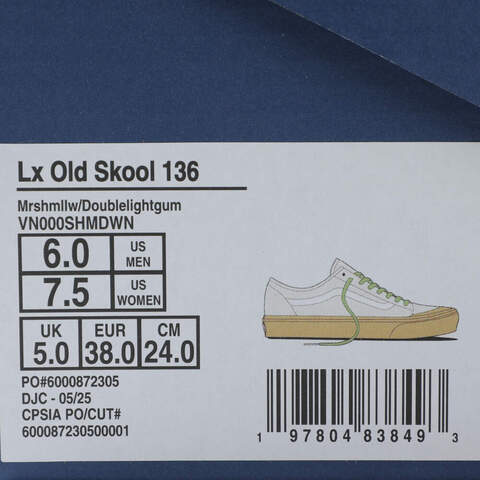 Lx Old Skool 136
Mrshmllw/Doublelightgum
VN000SHMDWN
6.0 US MEN
7.5 US WOMEN
UK EUR CM
5.0 38.0 24.0
PO#6000872305
DJC - 05/25
CPSIA PO/CUT#
600087230500001
1 97804 83849 3